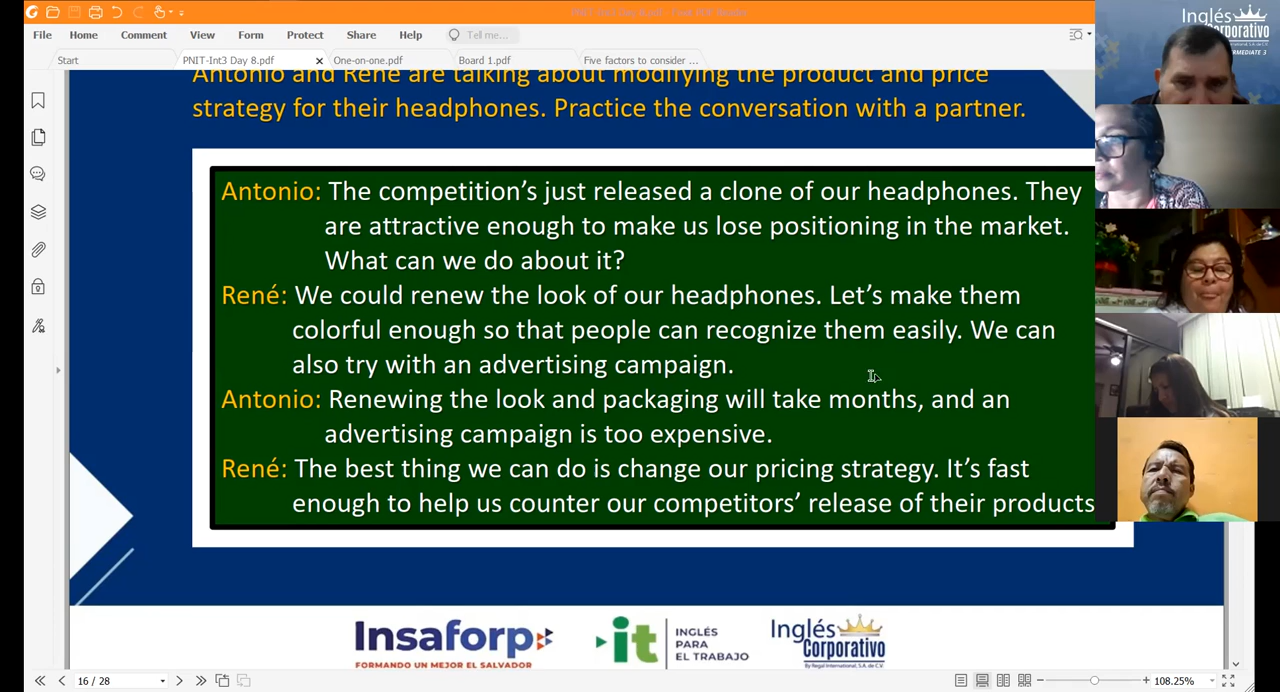 File Home Comment View Form Protect Share Help Tell me...
Start PNIT-Int3 Day 8.pdf One-on-one.pdf Board 1.pdf Five factors to consider ...
Inglés
Corporativo
Antonio and René are talking about modifying the product and price
strategy for their headphones. Practice the conversation with a partner.
Antonio: The competition's just released a clone of our headphones. They
are attractive enough to make us lose positioning in the market.
What can we do about it?
René: We could renew the look of our headphones. Let's make them
colorful enough so that people can recognize them easily. We can
also try with an advertising campaign.
Antonio: Renewing the look and packaging will take months, and an
advertising campaign is too expensive.
René: The best thing we can do is change our pricing strategy. It's fast
enough to help us counter our competitors' release of their products
Insaforp
FORMANDO UN MEJOR EL SALVADOR
it
INGLÉS
PARA
EL TRABAJO
Inglés
Corporativo
By Regal International, S.A. de C.V.
16 / 28
108.25%